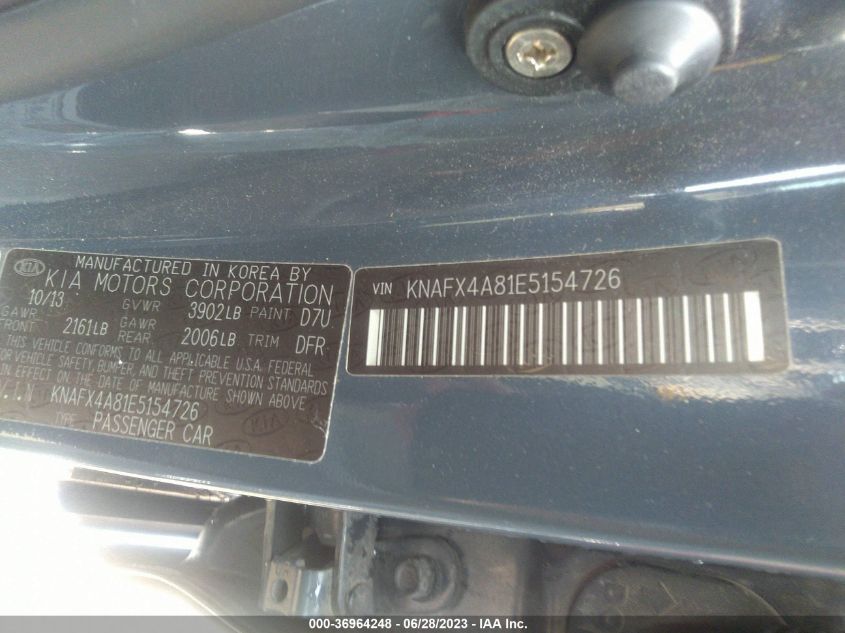 KIA
MANUFACTURED IN KOREA BY
KIA MOTORS CORPORATION
10/13 GVWR 3902LB PAINT D7U
GAWR FRONT 2161LB GAWR REAR 2006LB TRIM DFR
THIS VEHICLE CONFORMS TO ALL APPLICABLE U.S.A. FEDERAL
VEHICLE SAFETY, BUMPER, AND THEFT PREVENTION STANDARDS
IN EFFECT ON THE DATE OF MANUFACTURE SHOWN ABOVE
V.I.N KNAFX4A81E5154726
TYPE: PASSENGER CAR
VIN KNAFX4A81E5154726
000-36964248 - 06/28/2023 - IAA Inc.